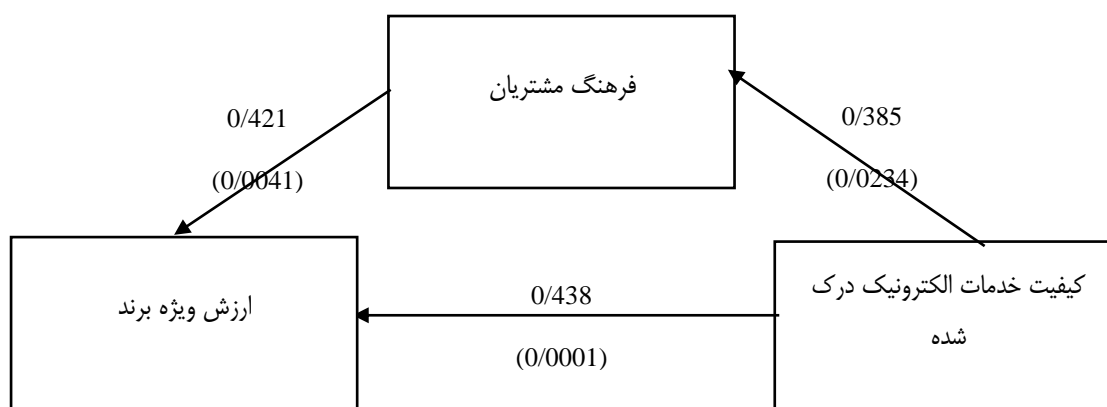 فرهنگ مشتریان
0/421
0/385
(0/0041)
(0/0234)
کیفیت خدمات الکترونیک درک
شده
ارزش ویژه برند
0/438
(0/0001)